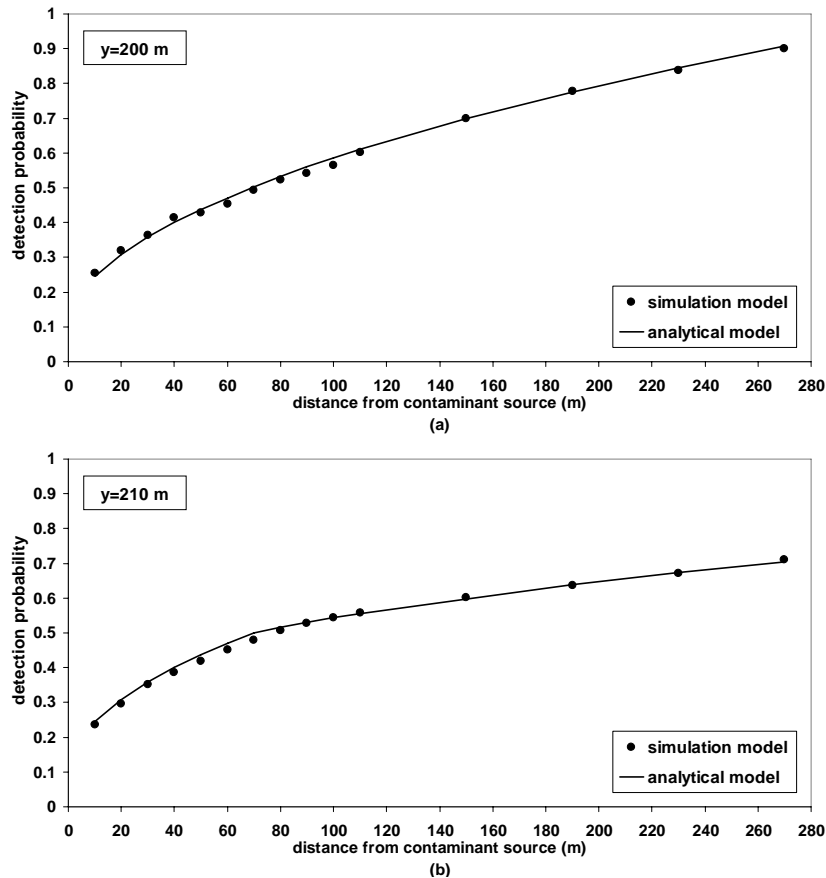 1
0.9
0.8
0.7
0.6
0.5
0.4
0.3
0.2
0.1
0
detection probability
y=200 m
simulation model
analytical model
0 20 40 60 80 100 120 140 160 180 200 220 240 260 280
distance from contaminant source (m)
(a)
1
0.9
0.8
0.7
0.6
0.5
0.4
0.3
0.2
0.1
0
detection probability
y=210 m
simulation model
analytical model
0 20 40 60 80 100 120 140 160 180 200 220 240 260 280
distance from contaminant source (m)
(b)